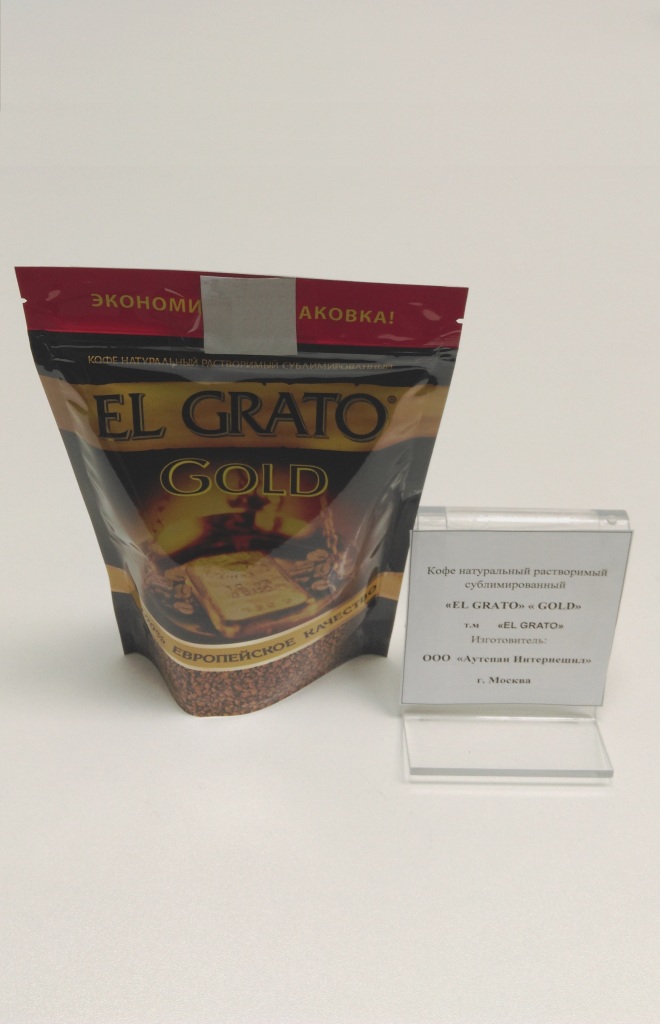 ЭКОНОМИ АКОВКА!
КОФЕ НАТУРАЛЬНЫЙ РАСТВОРИМЫЙ СУБЛИМИРОВАННЫЙ
EL GRATO®
GOLD
ЕВРОПЕЙСКОЕ КАЧЕСТВО
Кофе натуральный растворимый
сублимированный
«EL GRATO» « GOLD»
т.м «EL GRATO»
Изготовитель:
ООО «Аутспан Интернешнл»
г. Москва